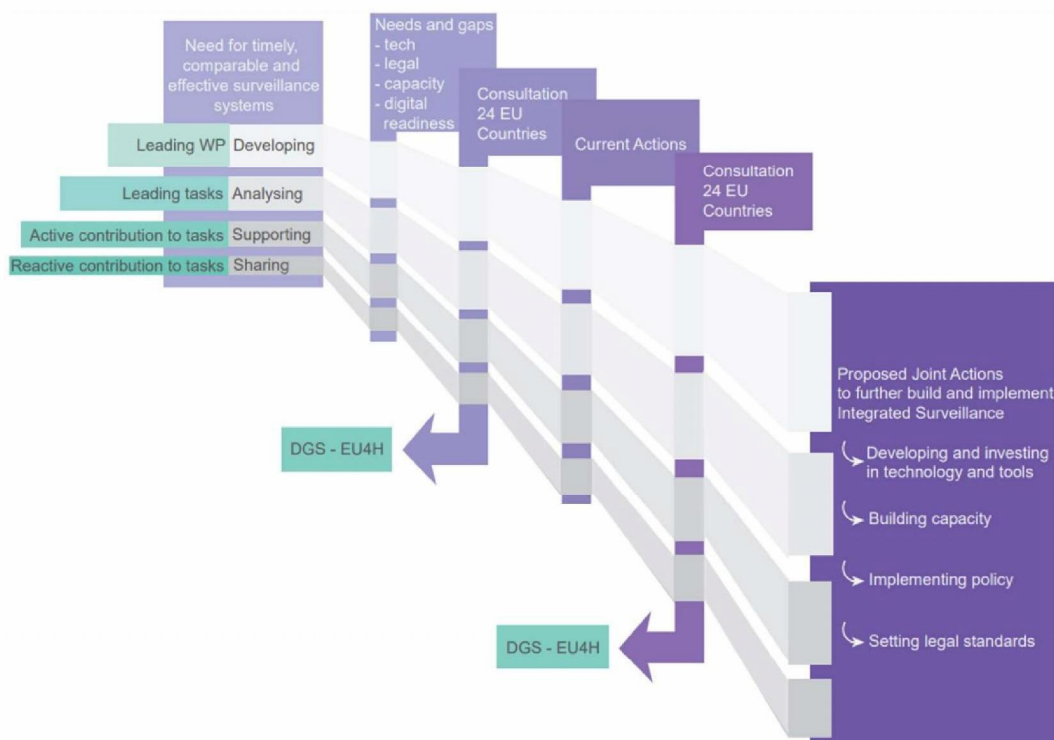 Need for timely,
comparable and
effective surveillance
systems
Leading WP
Developing
Leading tasks
Analysing
Active contribution to tasks
Supporting
Reactive contribution to tasks
Sharing
Needs and gaps
- tech
- legal
- capacity
- digital
readiness
Consultation
24 EU
Countries
Current Actions
Consultation
24 EU
Countries
DGS - EU4H
DGS - EU4H
Proposed Joint Actions
to further build and implement
Integrated Surveillance
Developing and investing
in technology and tools
Building capacity
Implementing policy
Setting legal standards